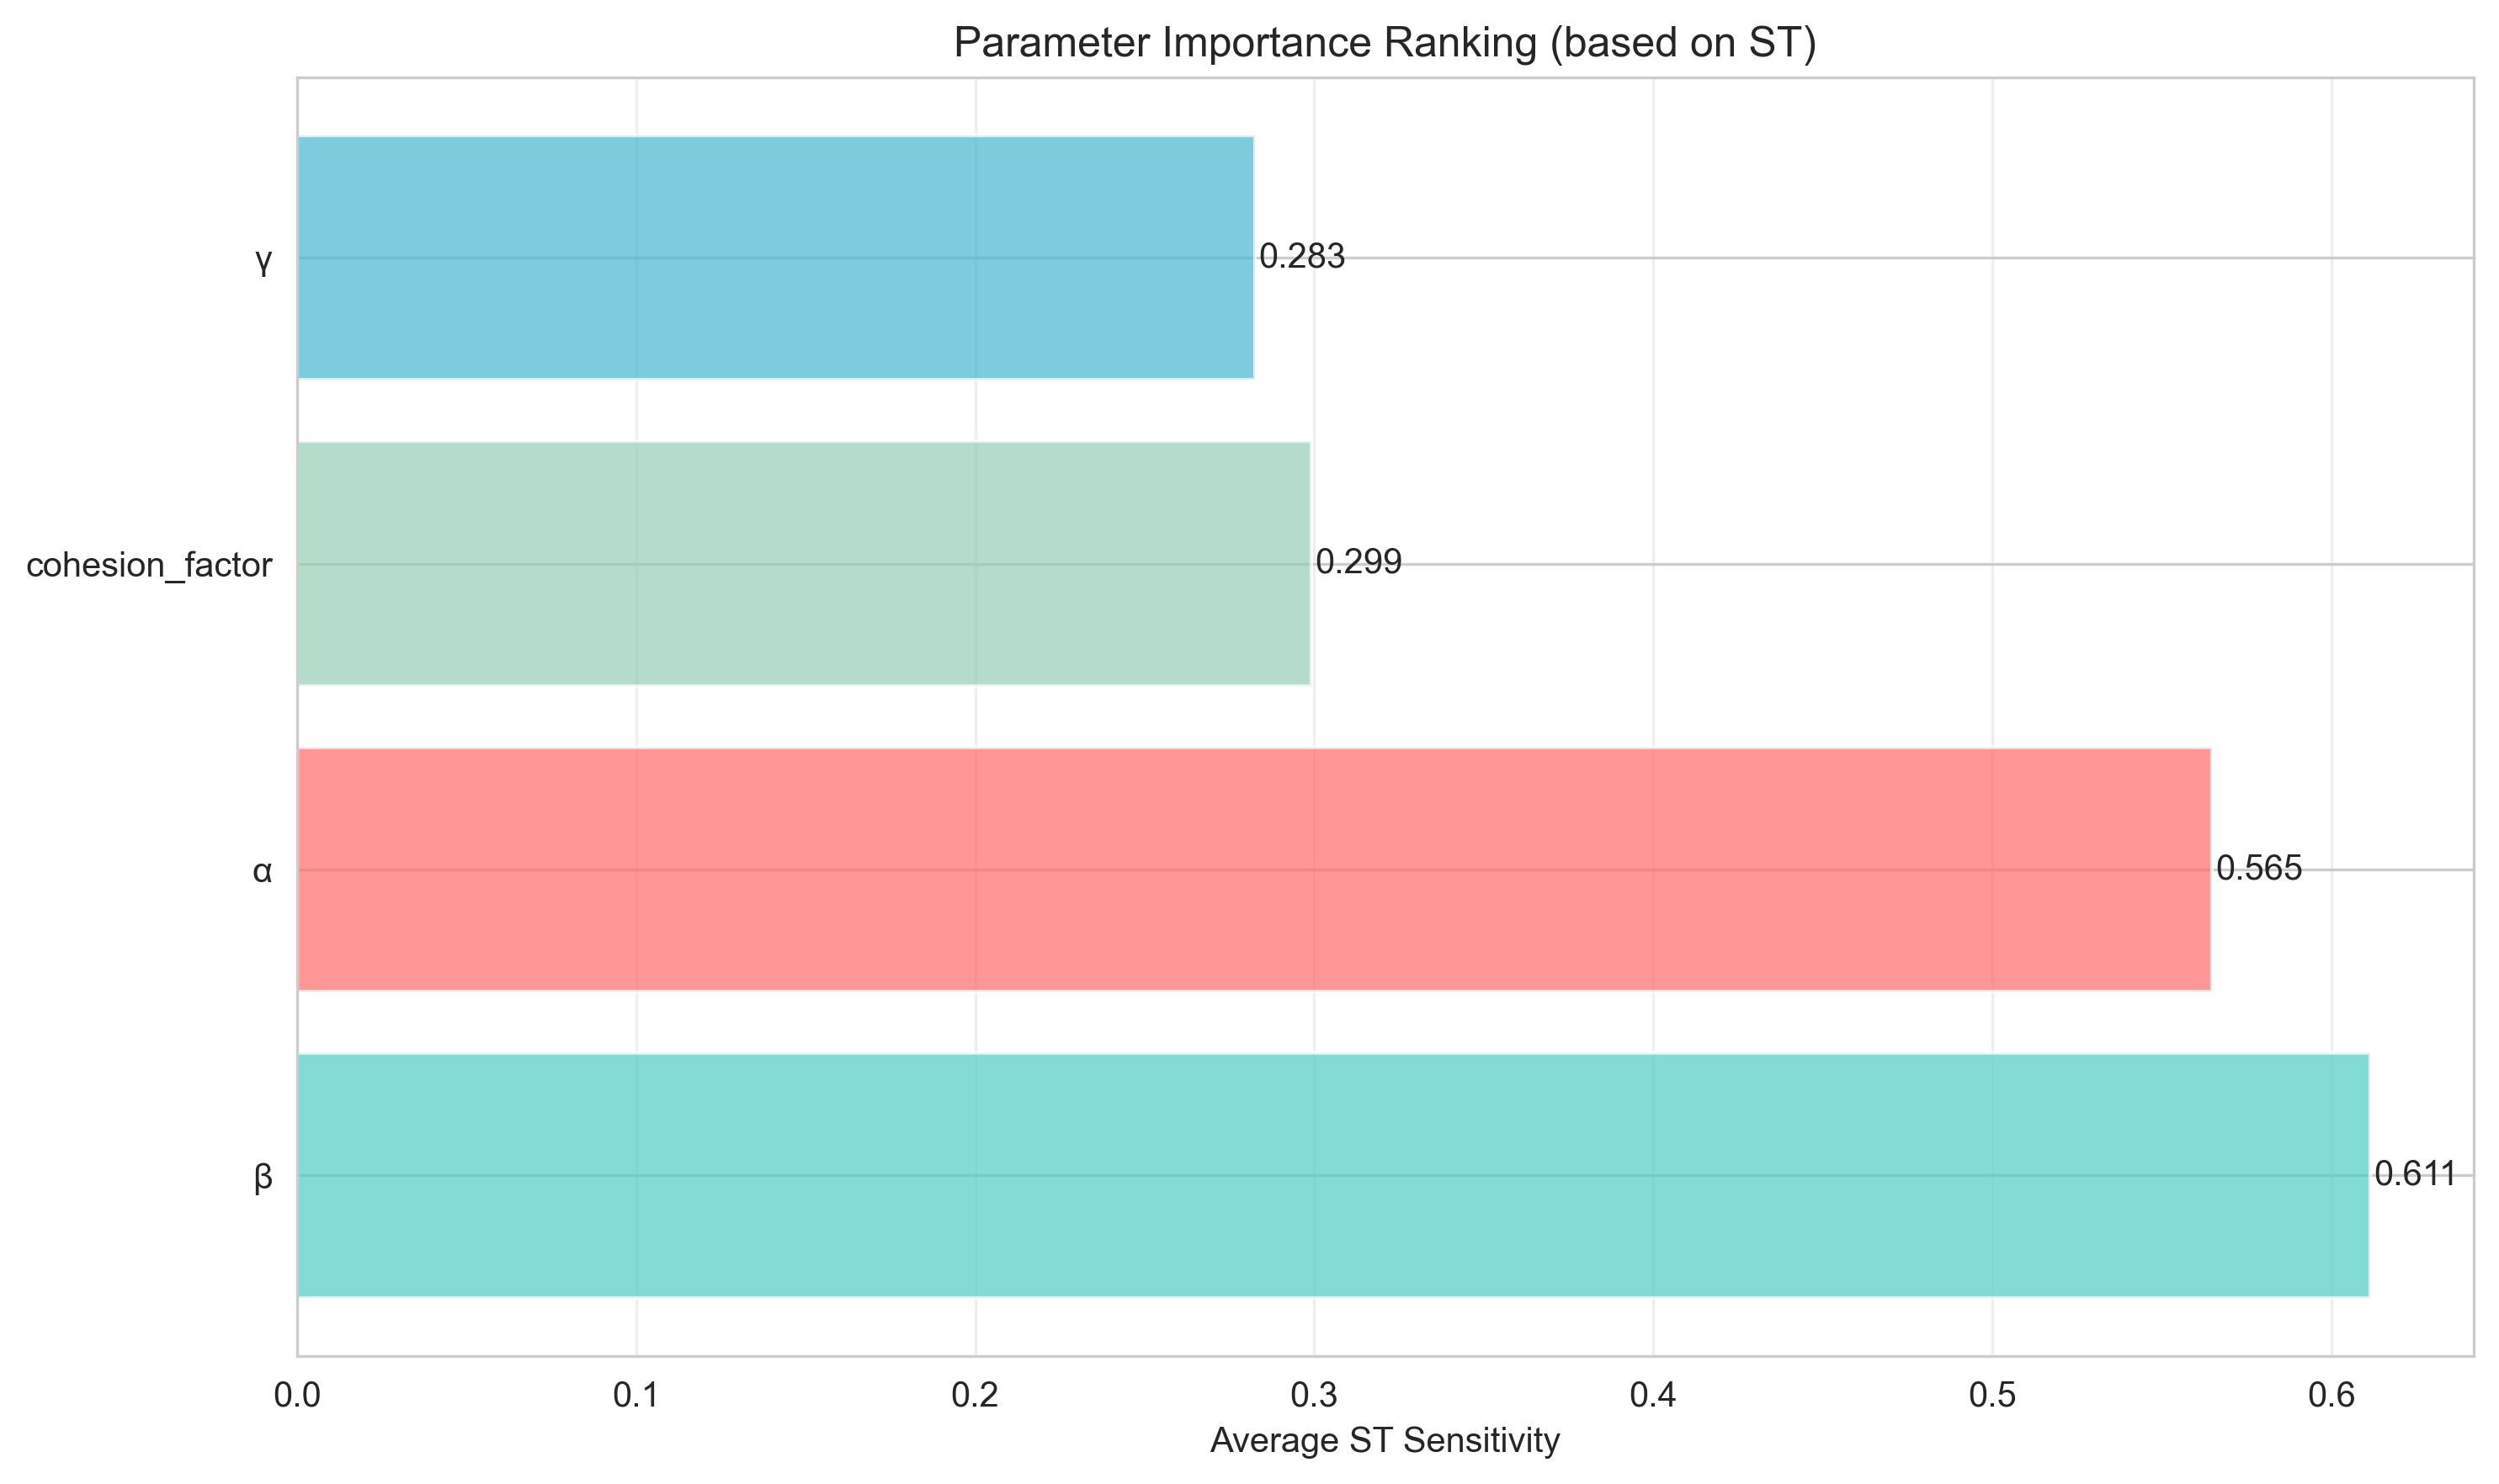 Parameter Importance Ranking (based on ST)
γ
0.283
cohesion_factor
0.299
α
0.565
β
0.611
0.0 0.1 0.2 0.3 0.4 0.5 0.6
Average ST Sensitivity